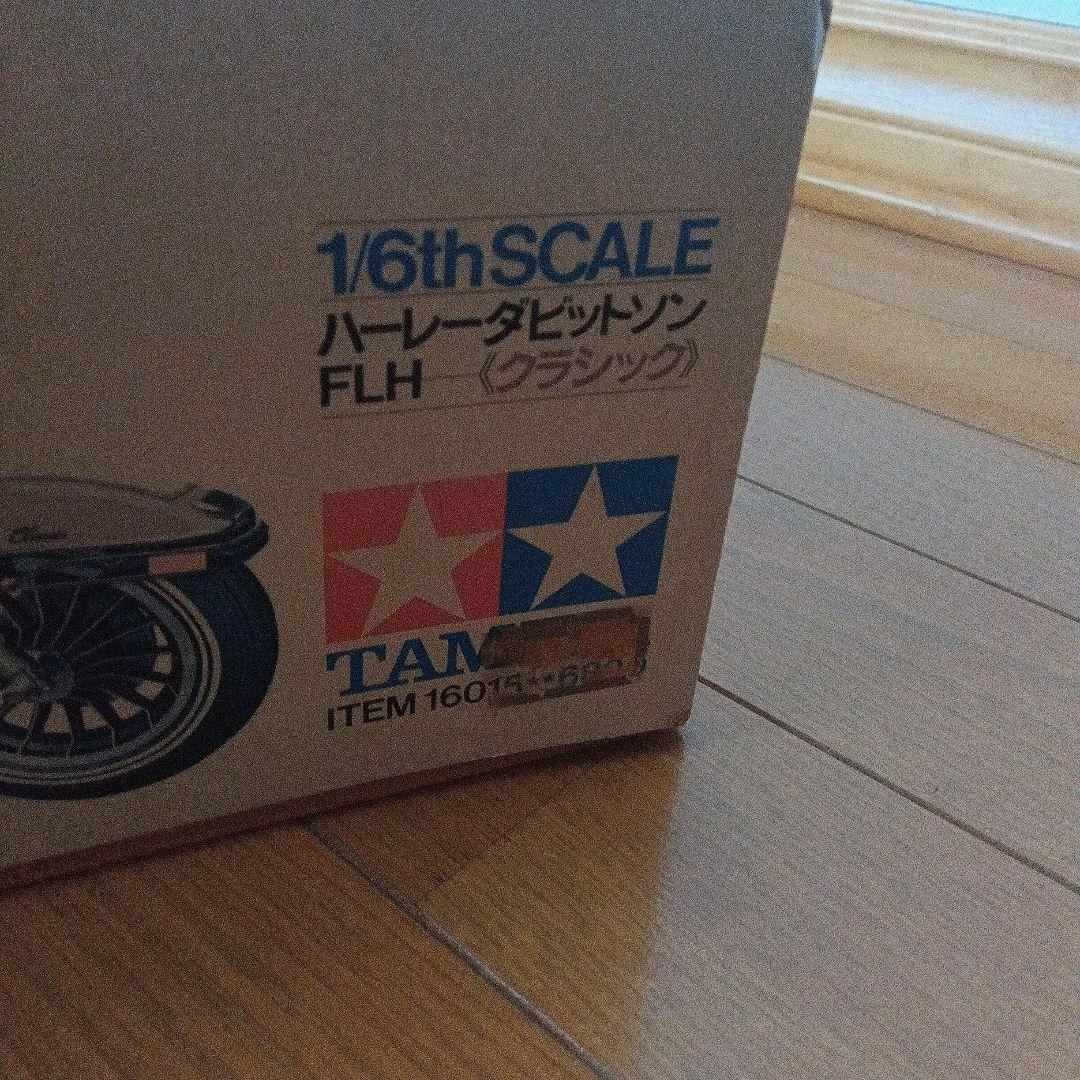 1/6th SCALE
ハーレーダビットソン
FLH 《クラシック》
Classic
TAM
ITEM 16015